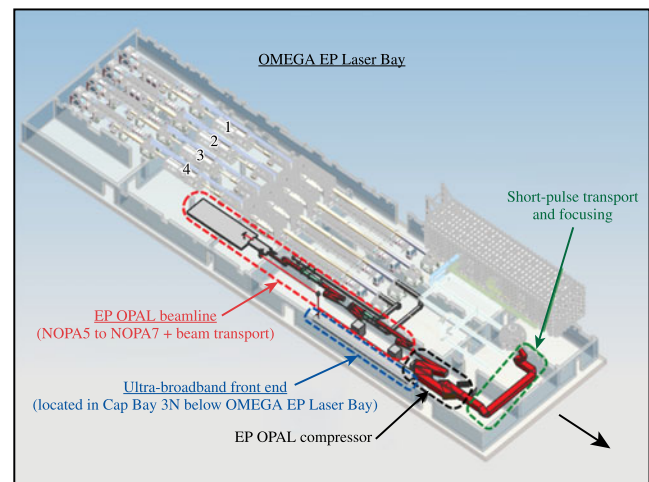 OMEGA EP Laser Bay
1
2
3
4
Short-pulse transport
and focusing
EP OPAL beamline
(NOPA5 to NOPA7 + beam transport)
Ultra-broadband front end
(located in Cap Bay 3N below OMEGA EP Laser Bay)
EP OPAL compressor